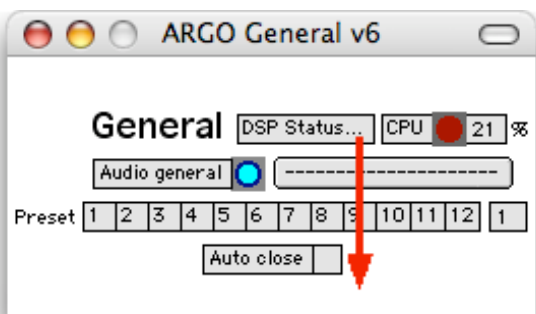 ARGO General v6
General DSP Status... CPU 21 %
Audio general ----------------------
Preset 1 2 3 4 5 6 7 8 9 10 11 12 1
Auto close